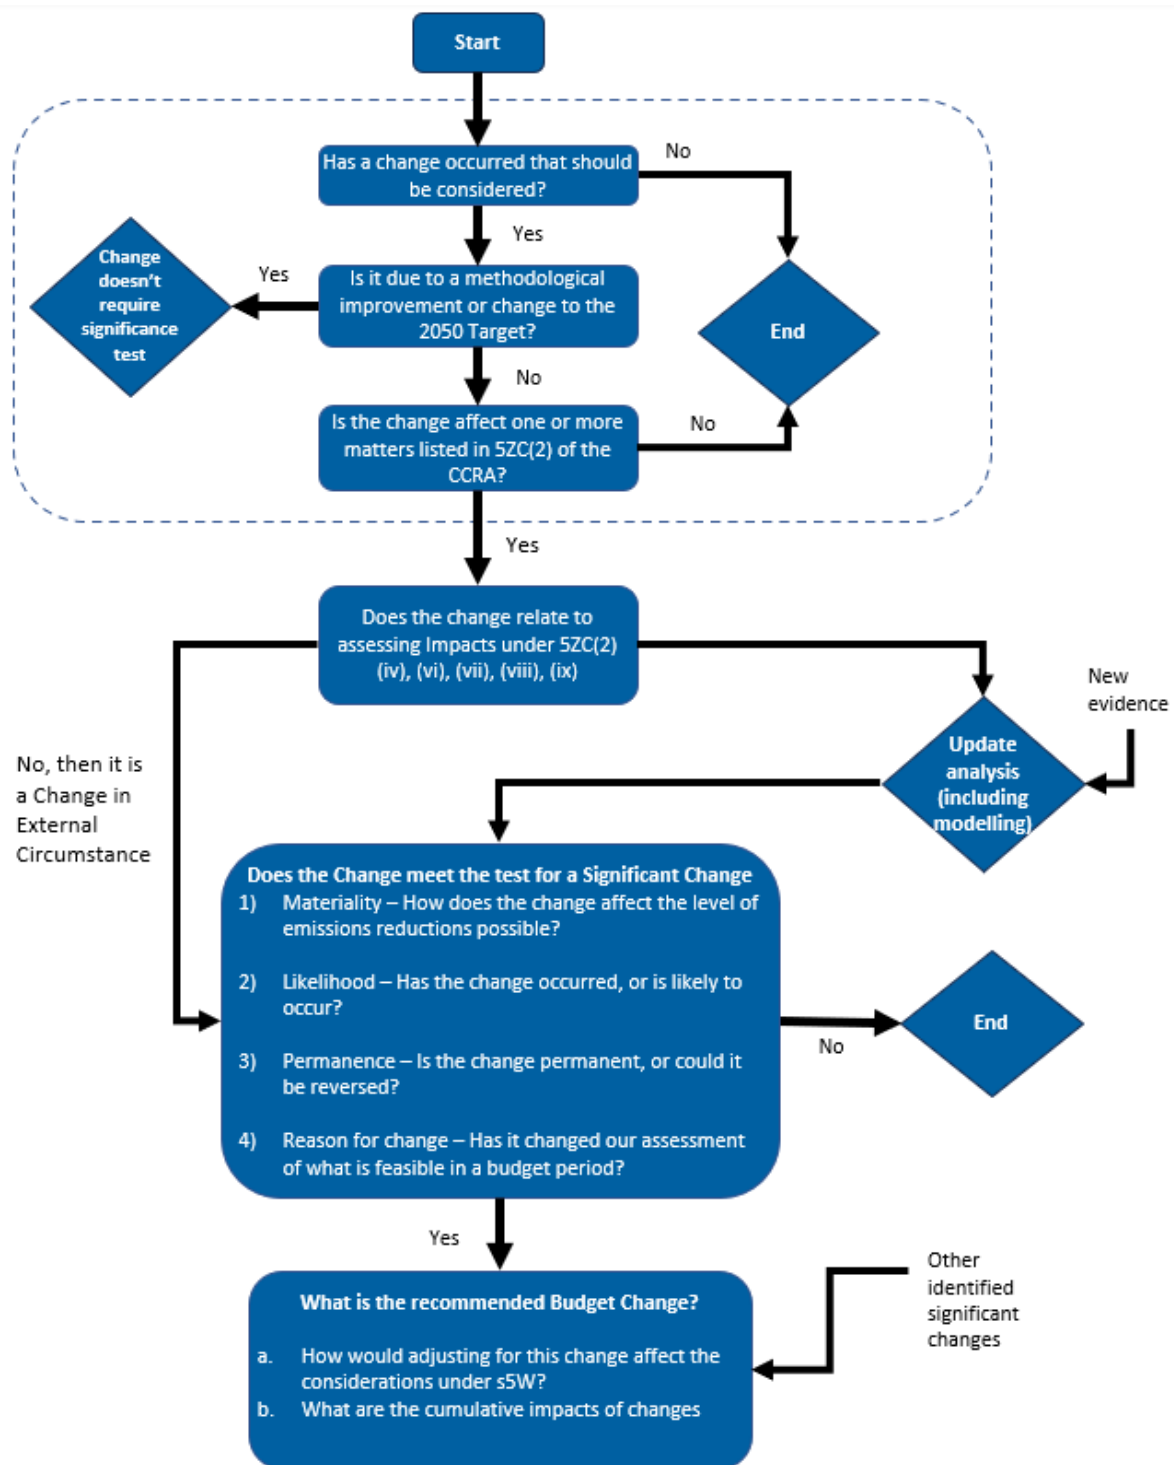 Start
Has a change occurred that should
be considered?
No
Yes
Change
doesn't
require
significance
test
Yes
Is it due to a methodological
improvement or change to the
2050 Target?
End
No
Is the change affect one or more
matters listed in 5ZC(2) of the
CCRA?
No
Yes
Does the change relate to
assessing Impacts under 5ZC(2)
(iv), (vi), (vii), (viii), (ix)
New
evidence
Update
analysis
(including
modelling)
No, then it is
a Change in
External
Circumstance
Does the Change meet the test for a Significant Change
1) Materiality – How does the change affect the level of
emissions reductions possible?
2) Likelihood – Has the change occurred, or is likely to
occur?
3) Permanence – Is the change permanent, or could it
be reversed?
4) Reason for change – Has it changed our assessment
of what is feasible in a budget period?
No
End
Yes
Other
identified
significant
changes
What is the recommended Budget Change?
a. How would adjusting for this change affect the
considerations under s5W?
b. What are the cumulative impacts of changes